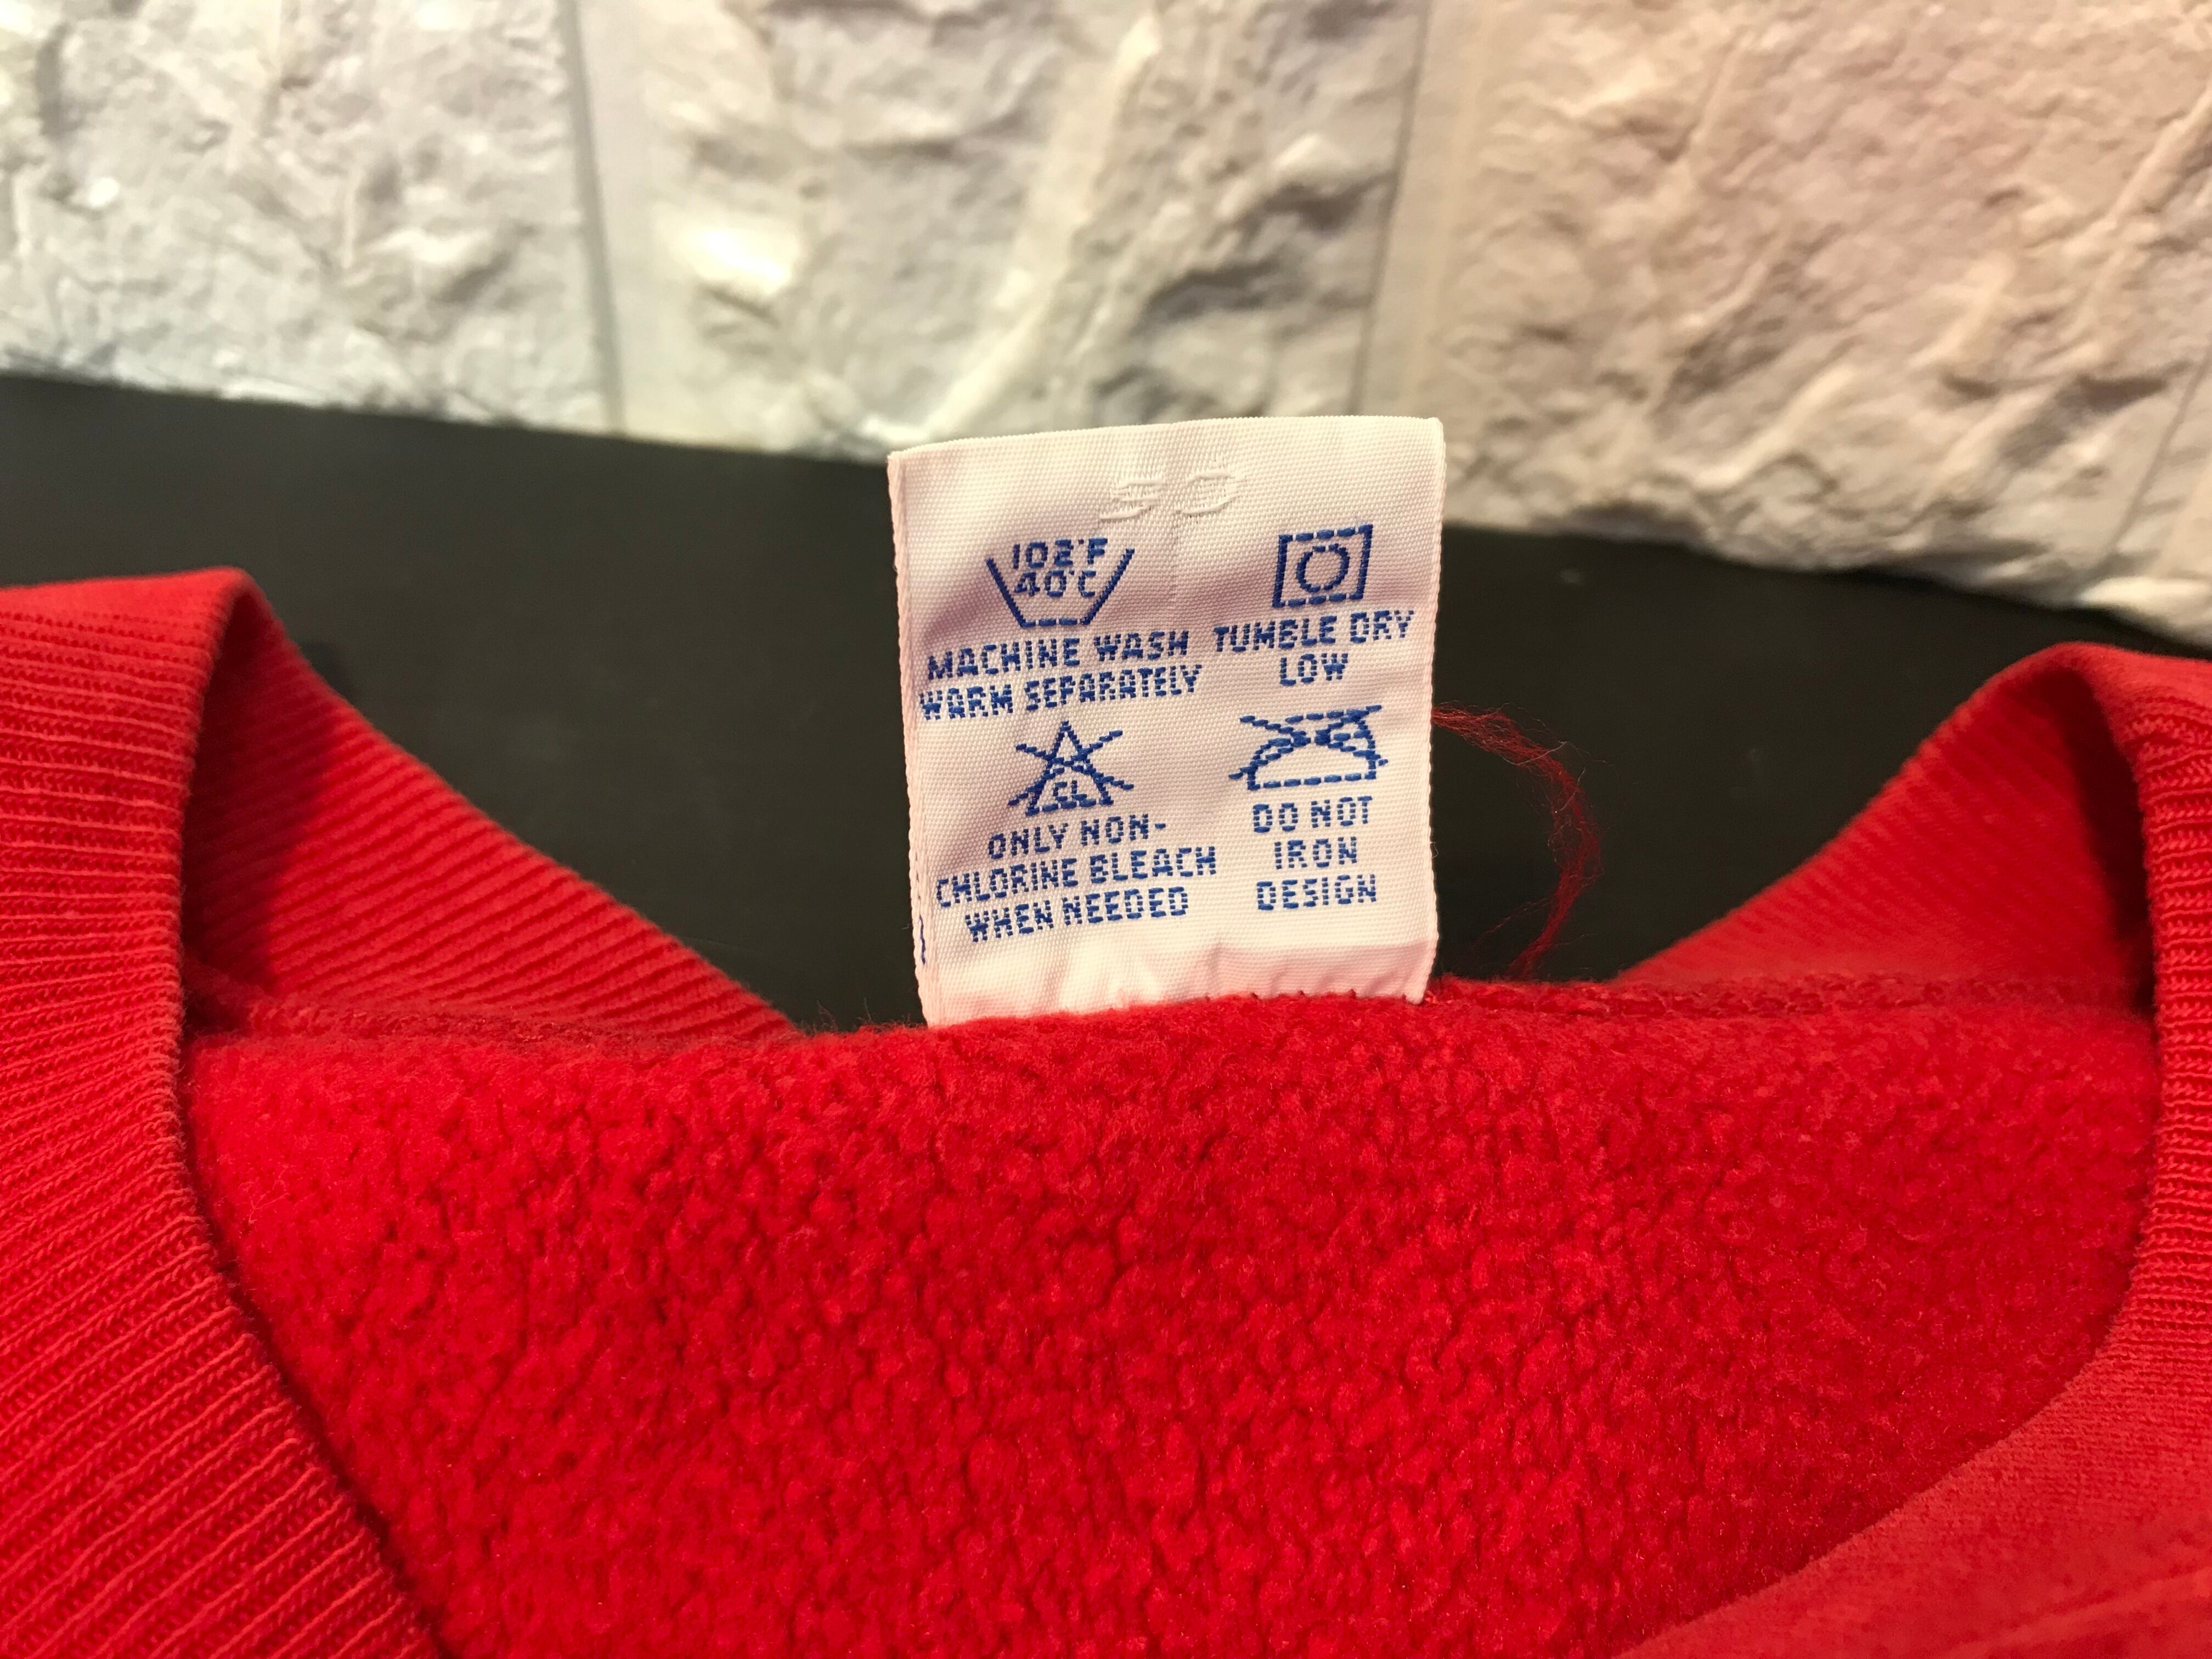 102°F
40°C
MACHINE WASH
WARM SEPARATELY
TUMBLE DRY
LOW
CL
ONLY NON-
CHLORINE BLEACH
WHEN NEEDED
DO NOT
IRON
DESIGN